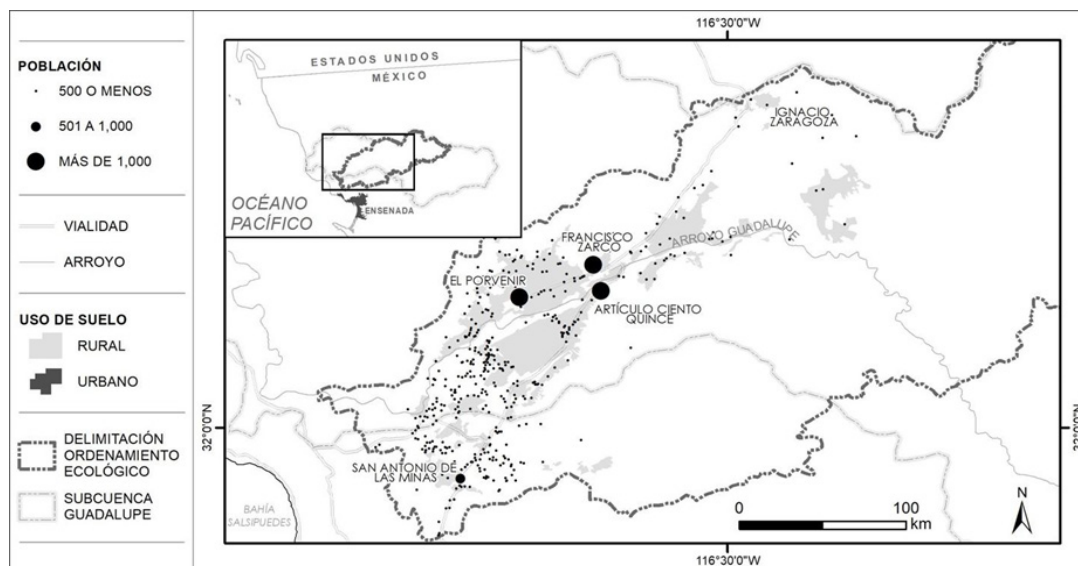 POBLACIÓN
500 O MENOS
501 A 1,000
MÁS DE 1,000
VIALIDAD
ARROYO
USO DE SUELO
RURAL
URBANO
DELIMITACIÓN
ORDENAMIENTO
ECOLÓGICO
SUBCUENCA
GUADALUPE
116°30'0"W
ESTADOS UNIDOS
MÉXICO
OCÉANO
PACÍFICO
ENSENADA
IGNACIO
ZARAGOZA
ARROYO GUADALUPE
FRANCISCO
ZARCO
EL PORVENIR
ARTÍCULO CIENTO
QUINCE
32°0'0"N
32°0'0"N
SAN ANTONIO DE
LAS MINAS
BAHÍA
SALSIPUEDES
0 100
km
N
116°30'0"W